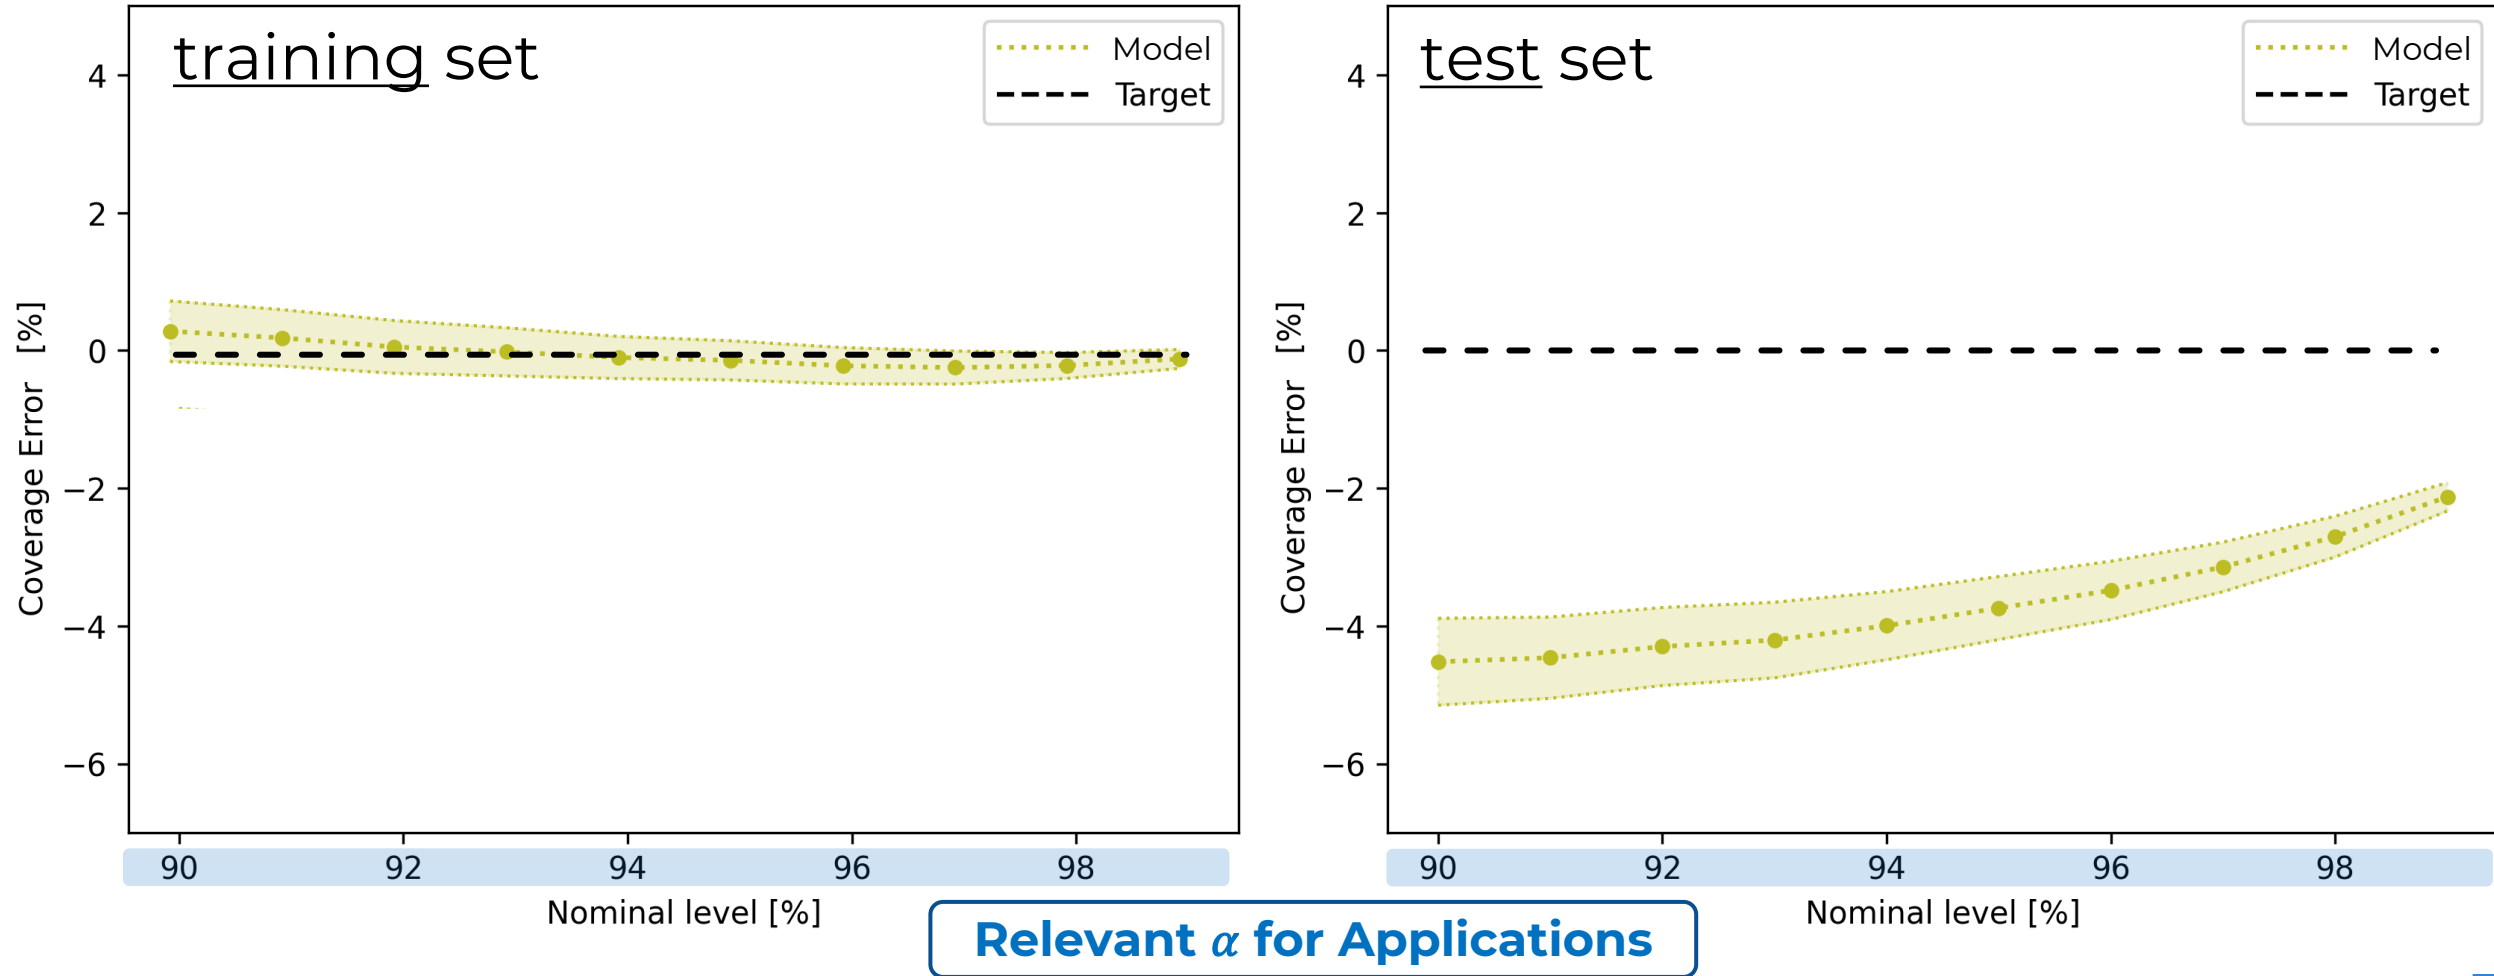 training set
Model
Target
4
2
0
−2
−4
−6
Coverage Error [%]
90 92 94 96 98
Nominal level [%]
test set
Model
Target
4
2
0
−2
−4
−6
Coverage Error [%]
90 92 94 96 98
Nominal level [%]
Relevant α for Applications